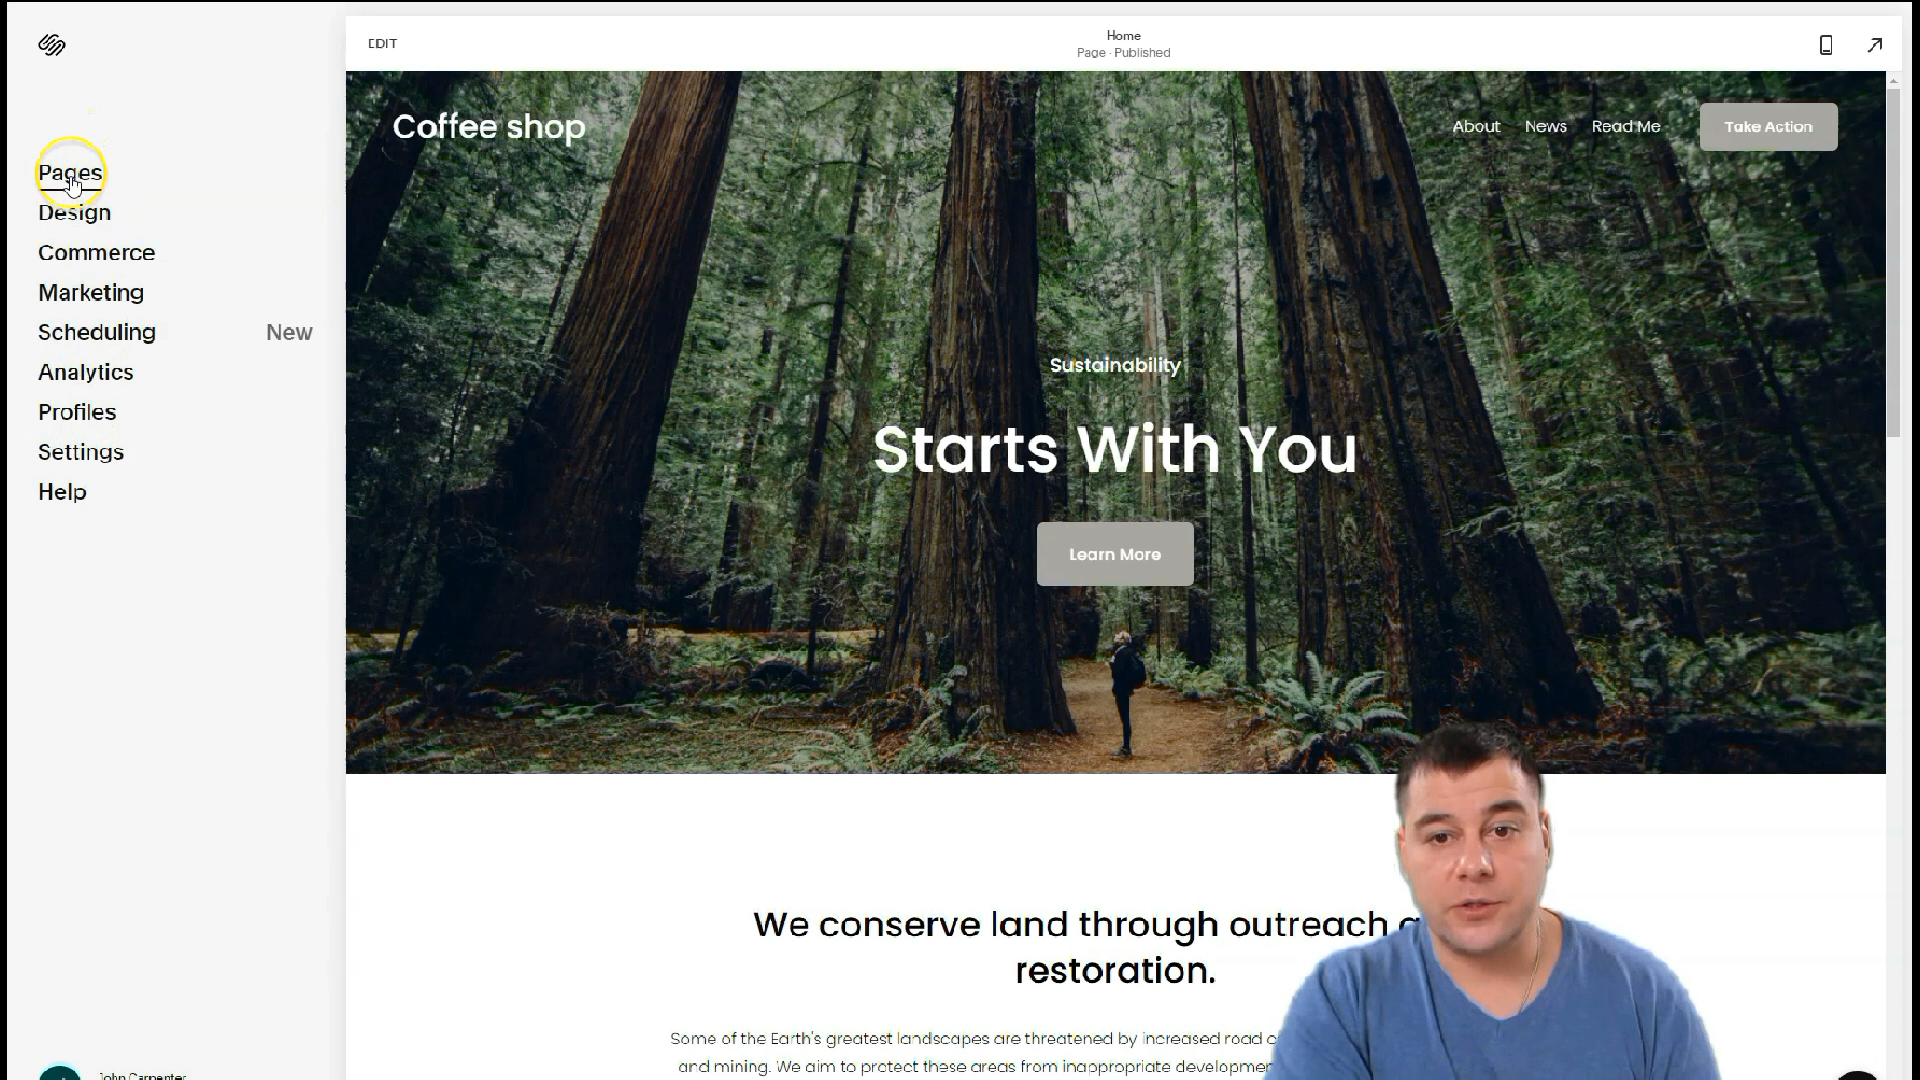 EDIT
Home
Page · Published
Coffee shop
About News Read Me Take Action
Pages
Design
Commerce
Marketing
Scheduling New
Analytics
Profiles
Settings
Help
Sustainability
Starts With You
Learn More
We conserve land through outreach
restoration.
Some of the Earth's greatest landscapes are threatened by increased road
and mining. We aim to protect these areas from inappropriate
John Carpenter